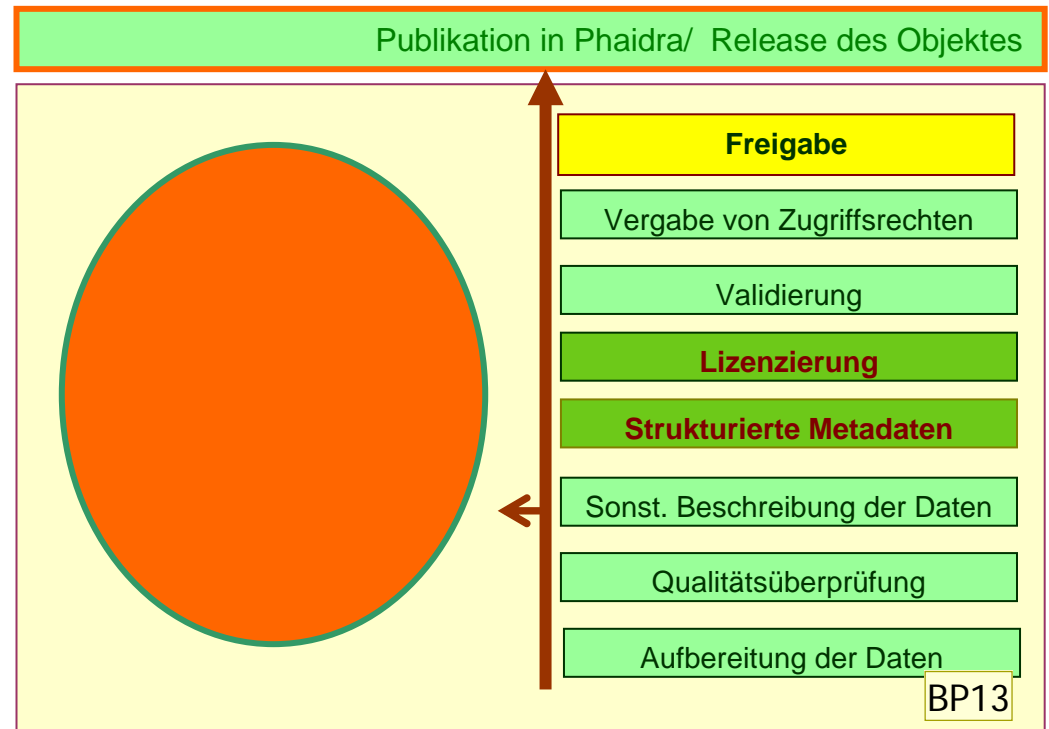 Publikation in Phaidra/ Release des Objektes
Freigabe
Vergabe von Zugriffsrechten
Validierung
Lizenzierung
Strukturierte Metadaten
Sonst. Beschreibung der Daten
Qualitätsüberprüfung
Aufbereitung der Daten
BP13